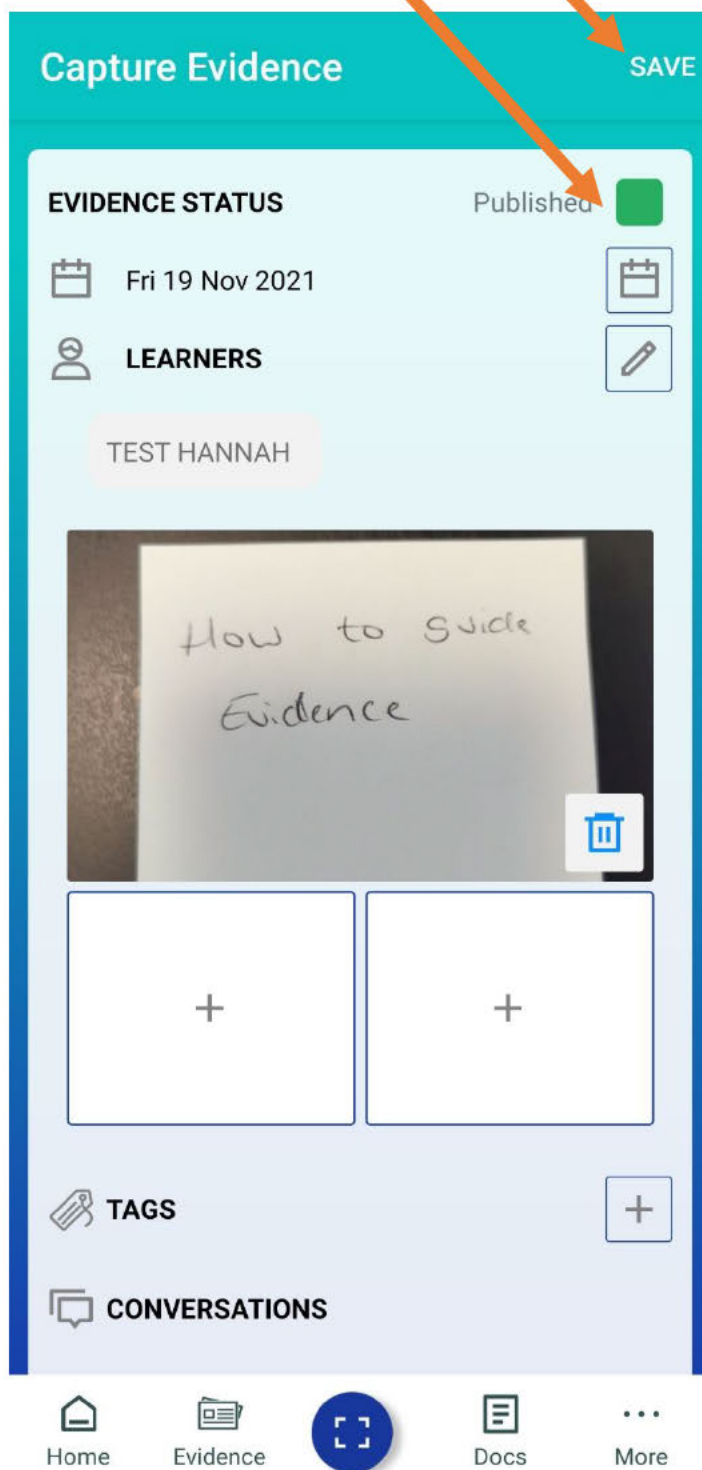 Capture Evidence SAVE
EVIDENCE STATUS Published
Fri 19 Nov 2021
LEARNERS
TEST HANNAH
How to guide
Evidence
TAGS
CONVERSATIONS
Home Evidence Docs More